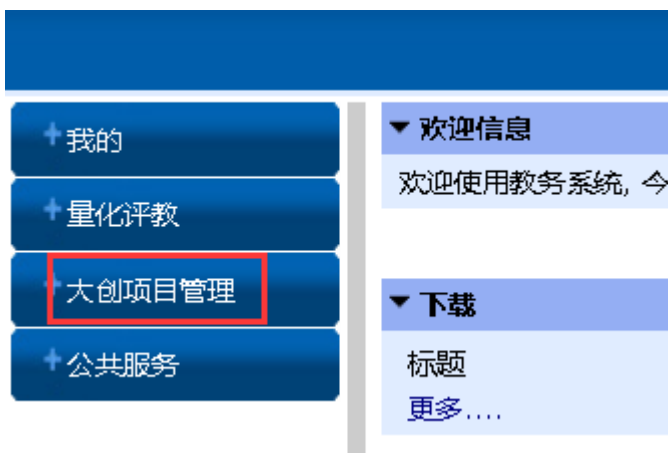 我的
量化评教
大创项目管理
公共服务
欢迎信息
欢迎使用教务系统, 今
下载
标题
更多....